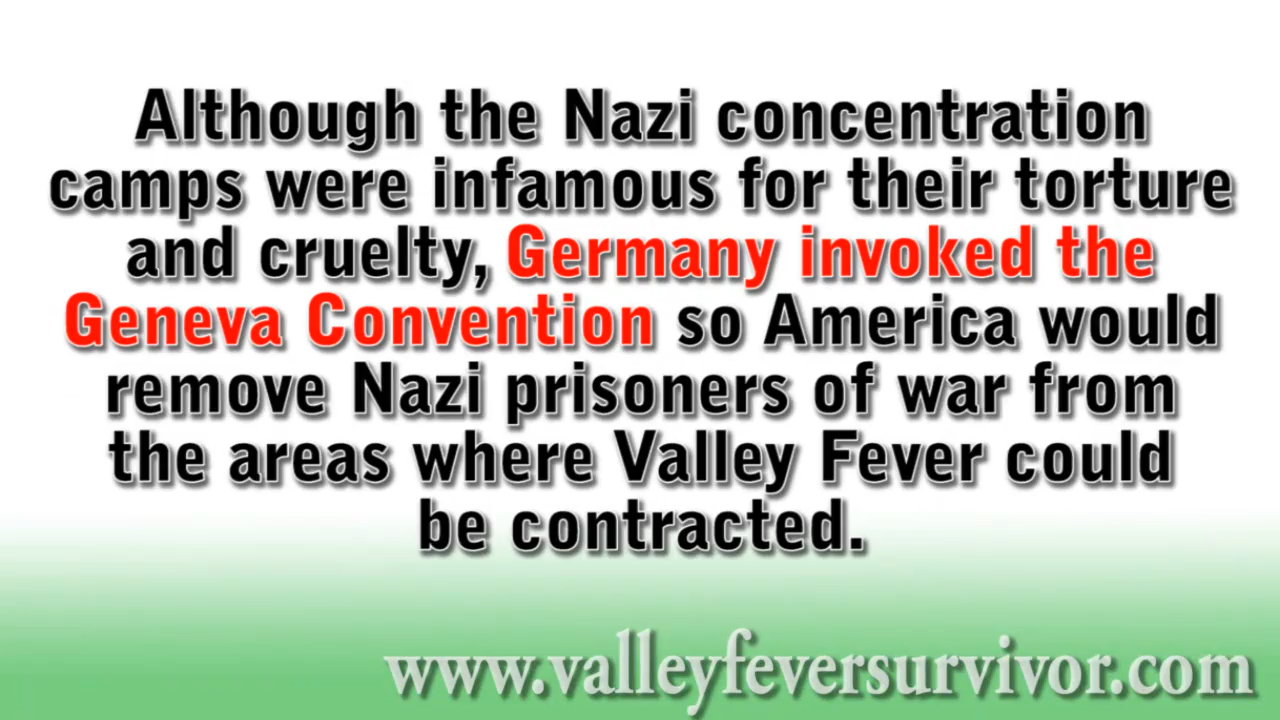 Although the Nazi concentration
camps were infamous for their torture
and cruelty, Germany invoked the
Geneva Convention so America would
remove Nazi prisoners of war from
the areas where Valley Fever could
be contracted.
www.valleyfeversurvivor.com